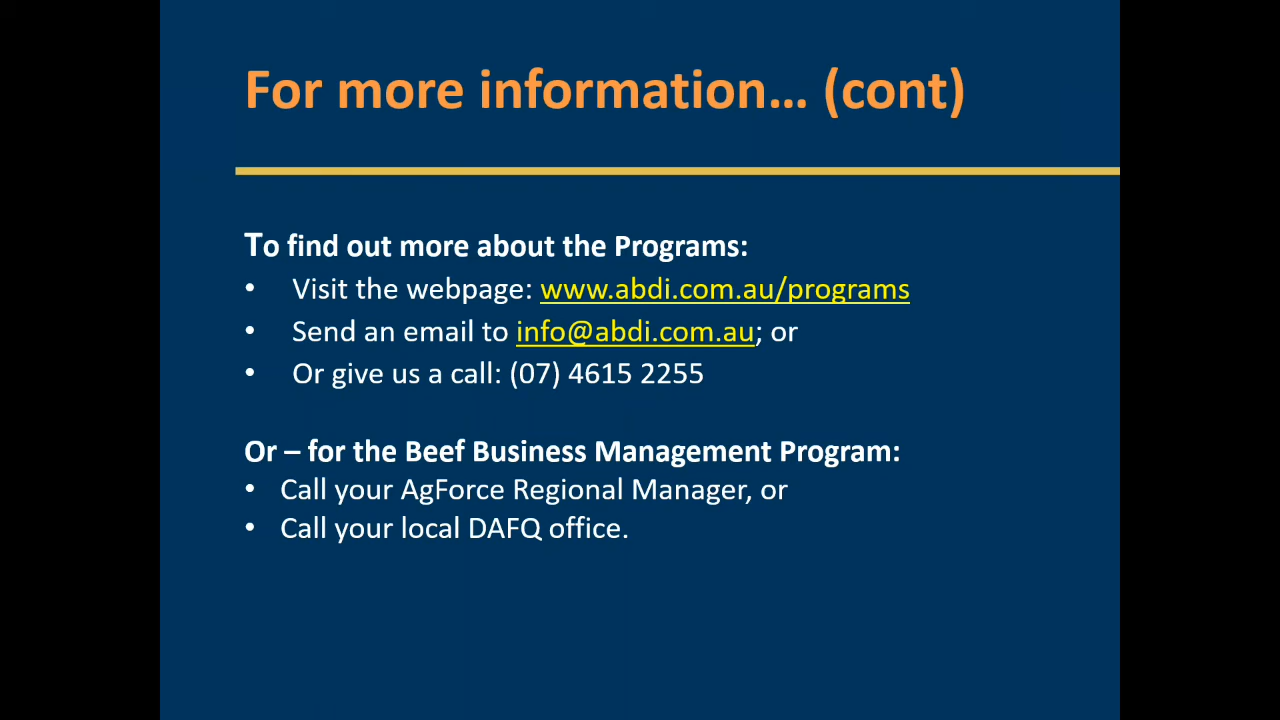 For more information… (cont)
To find out more about the Programs:
• Visit the webpage: www.abdi.com.au/programs
• Send an email to info@abdi.com.au; or
• Or give us a call: (07) 4615 2255
Or – for the Beef Business Management Program:
• Call your AgForce Regional Manager, or
• Call your local DAFQ office.